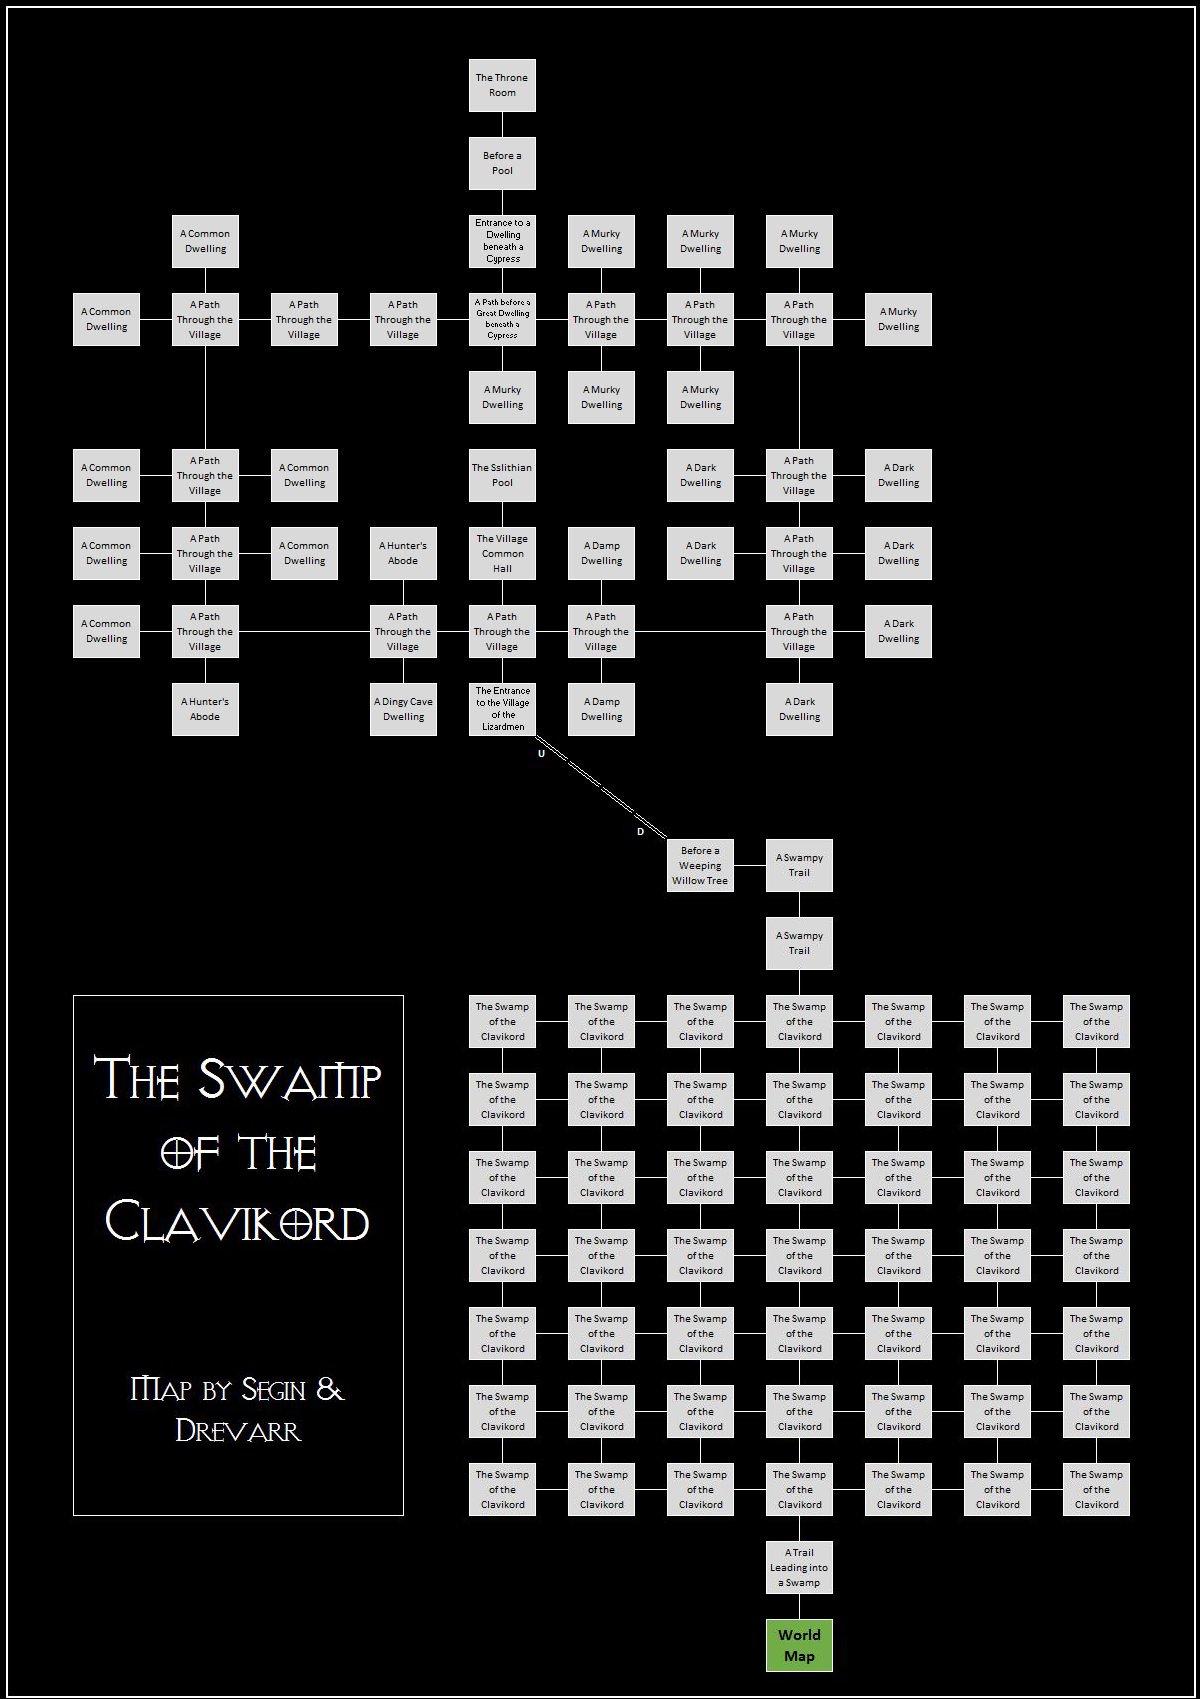 The Throne
Room
Before a
Pool
A Common
Dwelling
Entrance to a
Dwelling
beneath a
Cypress
A Murky
Dwelling
A Murky
Dwelling
A Murky
Dwelling
A Common
Dwelling
A Path
Through the
Village
A Path
Through the
Village
A Path
Through the
Village
A Path before a
Great Dwelling
beneath a
Cypress
A Path
Through the
Village
A Path
Through the
Village
A Path
Through the
Village
A Murky
Dwelling
A Murky
Dwelling
A Murky
Dwelling
A Murky
Dwelling
A Common
Dwelling
A Path
Through the
Village
A Common
Dwelling
The Sslithian
Pool
A Dark
Dwelling
A Path
Through the
Village
A Dark
Dwelling
A Common
Dwelling
A Path
Through the
Village
A Common
Dwelling
A Hunter's
Abode
The Village
Common
Hall
A Damp
Dwelling
A Dark
Dwelling
A Path
Through the
Village
A Dark
Dwelling
A Common
Dwelling
A Path
Through the
Village
A Path
Through the
Village
A Path
Through the
Village
A Path
Through the
Village
A Path
Through the
Village
A Dark
Dwelling
A Hunter's
Abode
A Dingy Cave
Dwelling
The Entrance
to the Village
of the
Lizardmen
A Damp
Dwelling
A Dark
Dwelling
U
D
Before a
Weeping
Willow Tree
A Swampy
Trail
A Swampy
Trail
The Swamp
of the
Clavikord
The Swamp
of the
Clavikord
The Swamp
of the
Clavikord
The Swamp
of the
Clavikord
The Swamp
of the
Clavikord
The Swamp
of the
Clavikord
The Swamp
of the
Clavikord
The Swamp
of the
Clavikord
The Swamp
of the
Clavikord
The Swamp
of the
Clavikord
The Swamp
of the
Clavikord
The Swamp
of the
Clavikord
The Swamp
of the
Clavikord
The Swamp
of the
Clavikord
The Swamp
of the
Clavikord
The Swamp
of the
Clavikord
The Swamp
of the
Clavikord
The Swamp
of the
Clavikord
The Swamp
of the
Clavikord
The Swamp
of the
Clavikord
The Swamp
of the
Clavikord
The Swamp
of the
Clavikord
The Swamp
of the
Clavikord
The Swamp
of the
Clavikord
The Swamp
of the
Clavikord
The Swamp
of the
Clavikord
The Swamp
of the
Clavikord
The Swamp
of the
Clavikord
The Swamp
of the
Clavikord
The Swamp
of the
Clavikord
The Swamp
of the
Clavikord
The Swamp
of the
Clavikord
The Swamp
of the
Clavikord
The Swamp
of the
Clavikord
The Swamp
of the
Clavikord
The Swamp
of the
Clavikord
The Swamp
of the
Clavikord
The Swamp
of the
Clavikord
The Swamp
of the
Clavikord
The Swamp
of the
Clavikord
The Swamp
of the
Clavikord
The Swamp
of the
Clavikord
The Swamp
of the
Clavikord
The Swamp
of the
Clavikord
The Swamp
of the
Clavikord
The Swamp
of the
Clavikord
The Swamp
of the
Clavikord
The Swamp
of the
Clavikord
The Swamp
of the
Clavikord
A Trail
Leading into
a Swamp
World
Map
The Swamp
of the
Clavikord
Map by Segin &
Drevarr